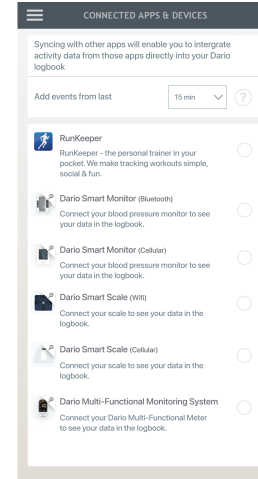 CONNECTED APPS & DEVICES
Syncing with other apps will enable you to intergrate
activity data from those apps directly into your Dario
logbook
Add events from last
15 min
?
RunKeeper
RunKeeper - the personal trainer in your
pocket. We make tracking workouts simple,
social & fun.
Dario Smart Monitor (Bluetooth)
Connect your blood pressure monitor to see
your data in the logbook.
Dario Smart Monitor (Cellular)
Connect your blood pressure monitor to see
your data in the logbook.
Dario Smart Scale (Wifi)
Connect your scale to see your data in the
logbook.
Dario Smart Scale (Cellular)
Connect your scale to see your data in the
logbook.
Dario Multi-Functional Monitoring System
Connect your Dario Multi-Functional Meter
to see your data in the logbook.